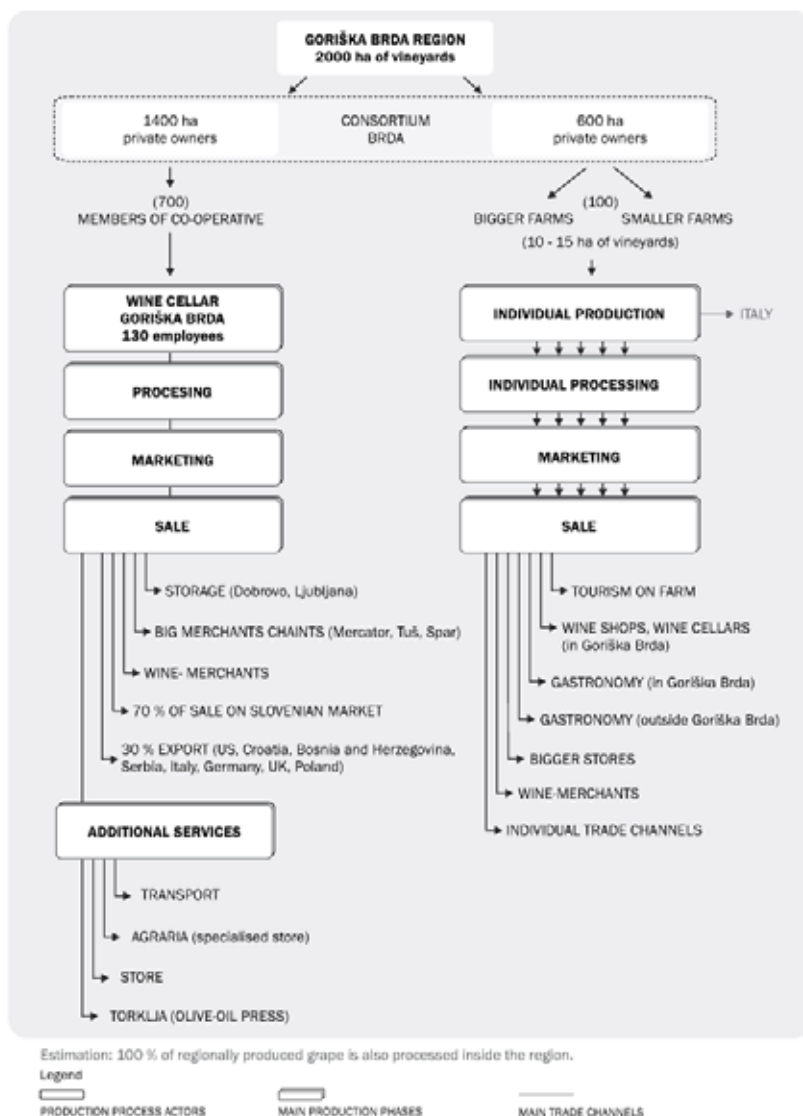 GORIŠKA BRDA REGION
2000 ha of vineyards
1400 ha
private owners
CONSORTIUM
BRDA
600 ha
private owners
(700)
MEMBERS OF CO-OPERATIVE
(100)
BIGGER FARMS
SMALLER FARMS
(10 - 15 ha of vineyards)
WINE CELLAR
GORIŠKA BRDA
130 employees
PROCESING
MARKETING
SALE
STORAGE (Dobrovo, Ljubljana)
BIG MERCHANTS CHAINTS (Mercator, Tuš, Spar)
WINE- MERCHANTS
70 % OF SALE ON SLOVENIAN MARKET
30 % EXPORT (US, Croatia, Bosnia and Herzegovina,
Serbia, Italy, Germany, UK, Poland)
ADDITIONAL SERVICES
TRANSPORT
AGRARIA (specialised store)
STORE
TORKLJA (OLIVE-OIL PRESS)
INDIVIDUAL PRODUCTION
ITALY
INDIVIDUAL PROCESSING
MARKETING
SALE
TOURISM ON FARM
WINE SHOPS, WINE CELLARS
(in Goriška Brda)
GASTRONOMY (in Goriška Brda)
GASTRONOMY (outside Goriška Brda)
BIGGER STORES
WINE-MERCHANTS
INDIVIDUAL TRADE CHANNELS
Estimation: 100 % of regionally produced grape is also processed inside the region.
Legend
PRODUCTION PROCESS ACTORS
MAIN PRODUCTION PHASES
MAIN TRADE CHANNELS